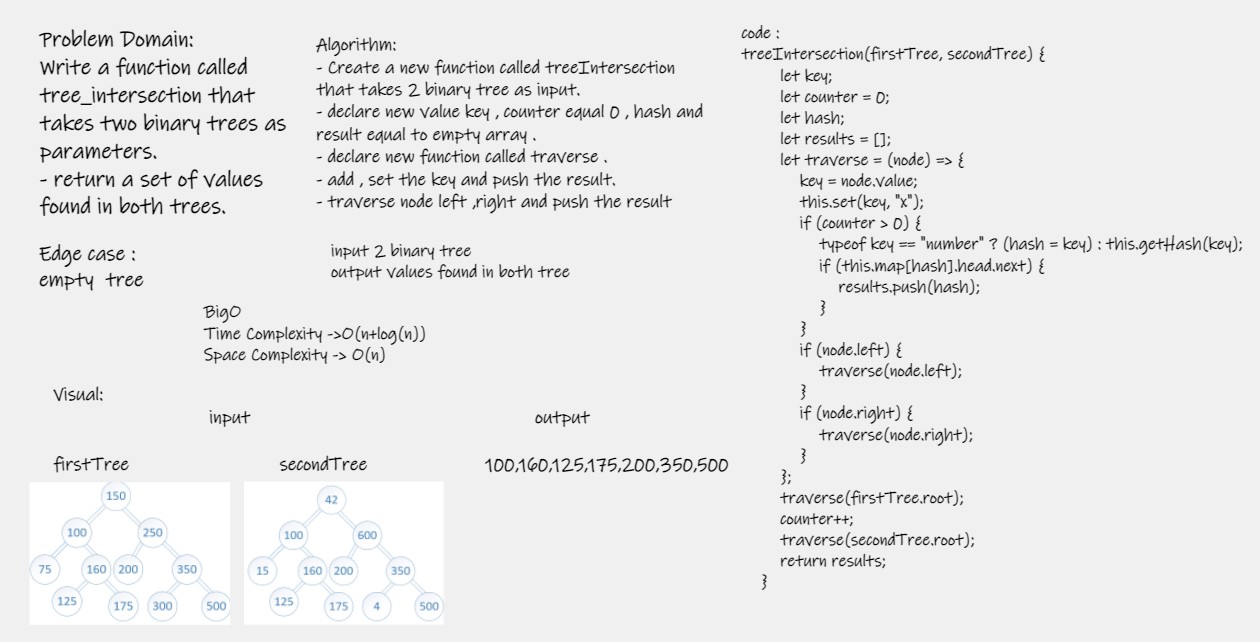 Problem Domain:
Write a function called
tree_intersection that
takes two binary trees as
parameters.
- return a set of values
found in both trees.
Edge case :
empty tree
Algorithm:
- Create a new function called treeIntersection
that takes 2 binary tree as input.
- declare new value key , counter equal 0 , hash and
result equal to empty array .
- declare new function called traverse .
- add , set the key and push the result.
- traverse node left ,right and push the result
input 2 binary tree
output values found in both tree
BigO
Time Complexity ->O(n+log(n))
Space Complexity -> O(n)
Visual:
input
output
firstTree
secondTree
100,160,125,175,200,350,500
150
100 250
75 160 200 350
125 175 300 500
42
100 600
15 160 200 350
125 175 4 500
code :
treeIntersection(firstTree, secondTree) {
let key;
let counter = 0;
let hash;
let results = [];
let traverse = (node) => {
key = node.value;
this.set(key, "x");
if (counter > 0) {
typeof key == "number" ? (hash = key) : this.getHash(key);
if (this.map[hash].head.next) {
results.push(hash);
}
}
if (node.left) {
traverse(node.left);
}
if (node.right) {
traverse(node.right);
}
};
traverse(firstTree.root);
counter++;
traverse(secondTree.root);
return results;
}